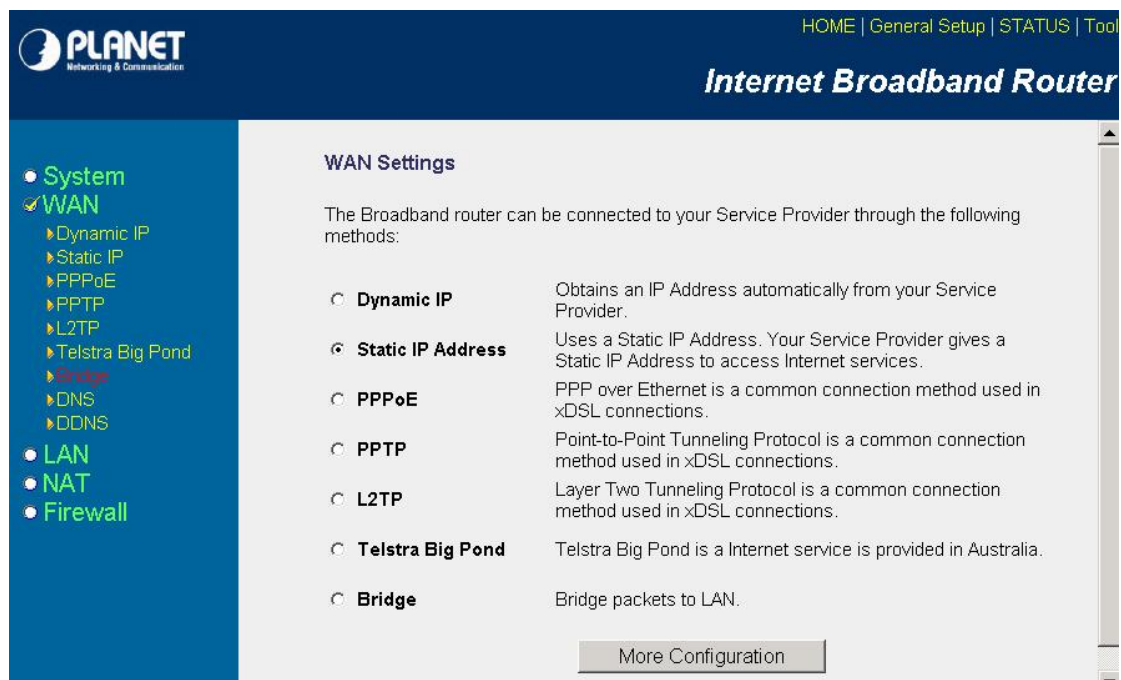 PLANET
Networking & Communication
HOME | General Setup | STATUS | Tool
Internet Broadband Router
System
WAN
Dynamic IP
Static IP
PPPoE
PPTP
L2TP
Telstra Big Pond
Bridge
DNS
DDNS
LAN
NAT
Firewall
WAN Settings
The Broadband router can be connected to your Service Provider through the following
methods:
Dynamic IP
Obtains an IP Address automatically from your Service
Provider.
Static IP Address
Uses a Static IP Address. Your Service Provider gives a
Static IP Address to access Internet services.
PPPoE
PPP over Ethernet is a common connection method used in
xDSL connections.
PPTP
Point-to-Point Tunneling Protocol is a common connection
method used in xDSL connections.
L2TP
Layer Two Tunneling Protocol is a common connection
method used in xDSL connections.
Telstra Big Pond
Telstra Big Pond is a Internet service is provided in Australia.
Bridge
Bridge packets to LAN.
More Configuration